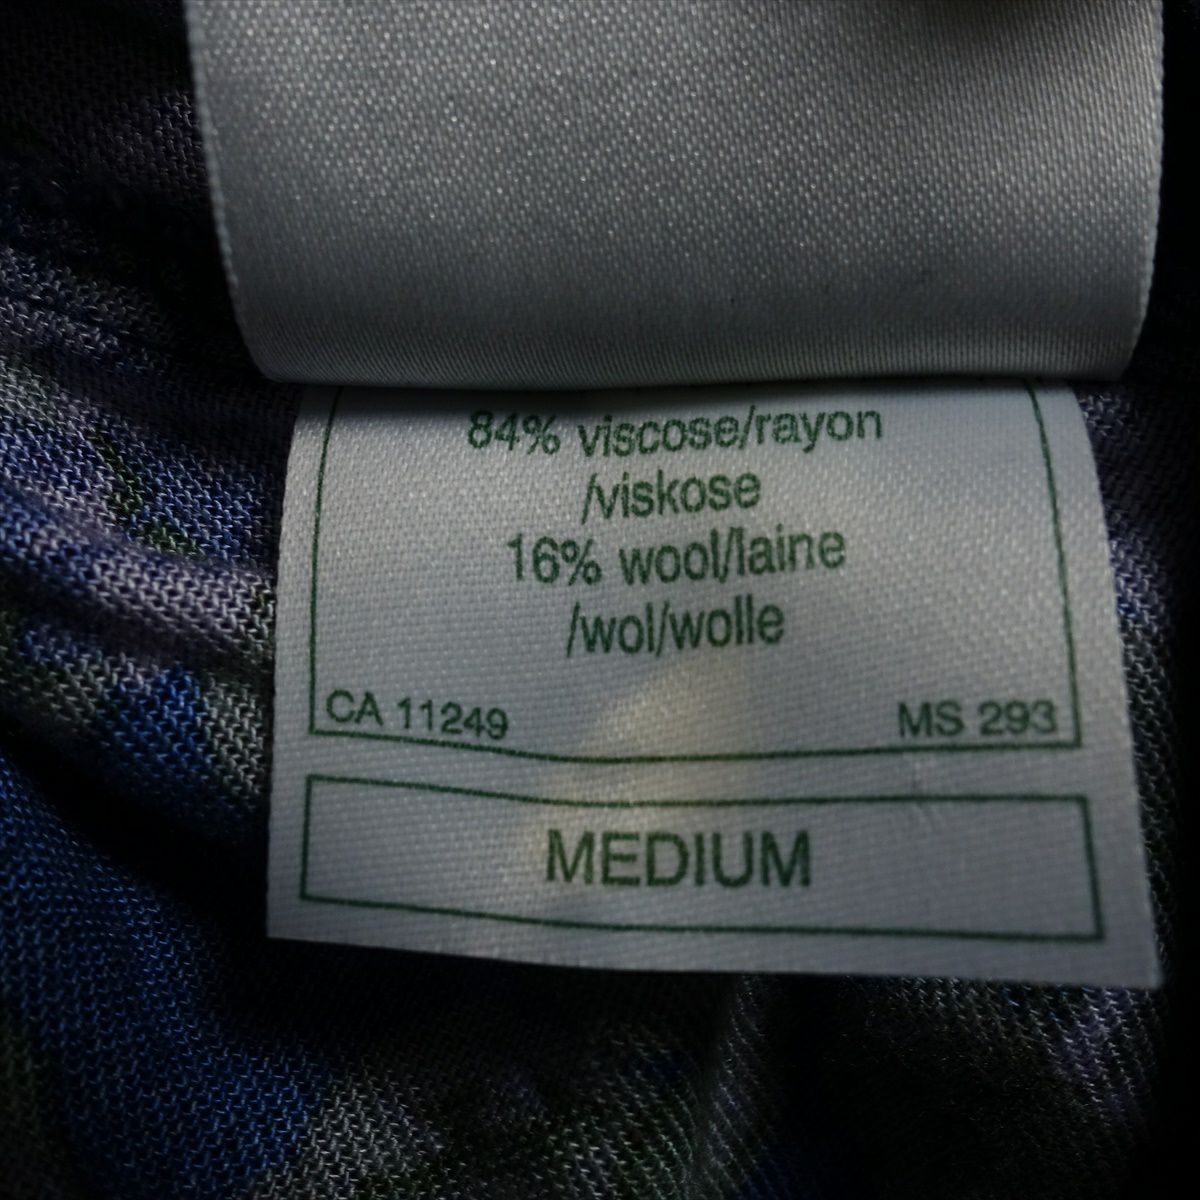 84% viscose/rayon
/viskose
16% wool/laine
/wol/wolle
CA 11249 MS 293
MEDIUM